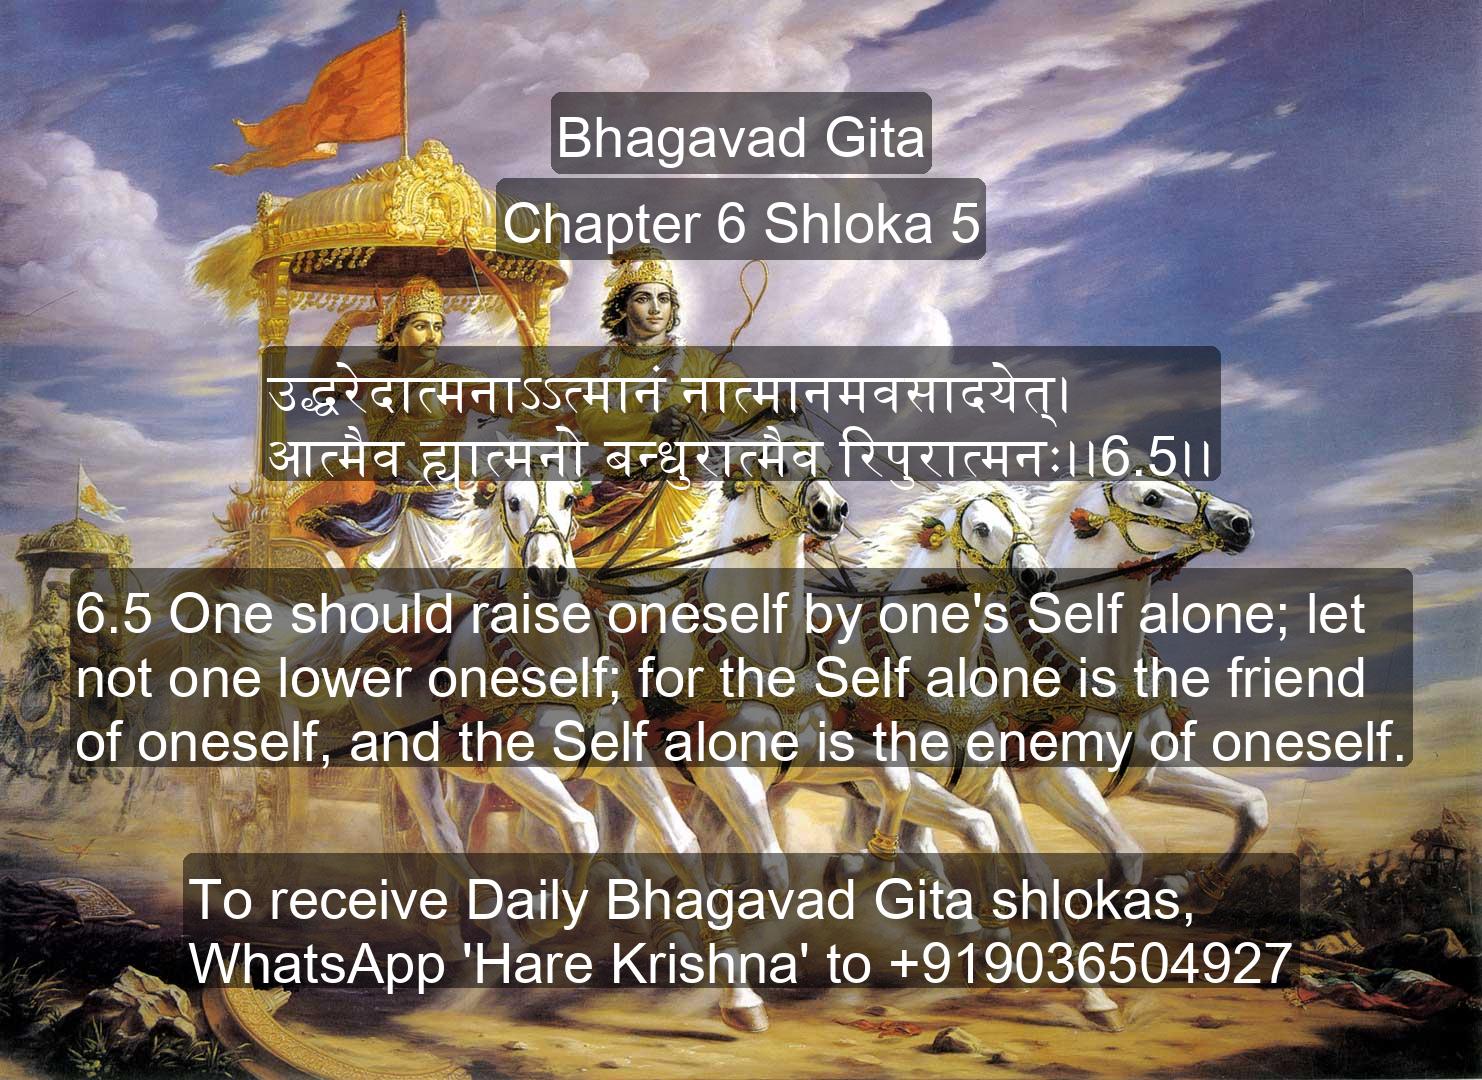 Bhagavad Gita
Chapter 6 Shloka 5
उद्धरेदात्मनाऽऽत्मानं नात्मानमवसादयेत्।
आत्मैव ह्यात्मनो बन्धुरात्मैव रिपुरात्मनः।।6.5।।
6.5 One should raise oneself by one's Self alone; let
not one lower oneself; for the Self alone is the friend
of oneself, and the Self alone is the enemy of oneself.
To receive Daily Bhagavad Gita shlokas,
WhatsApp 'Hare Krishna' to +919036504927